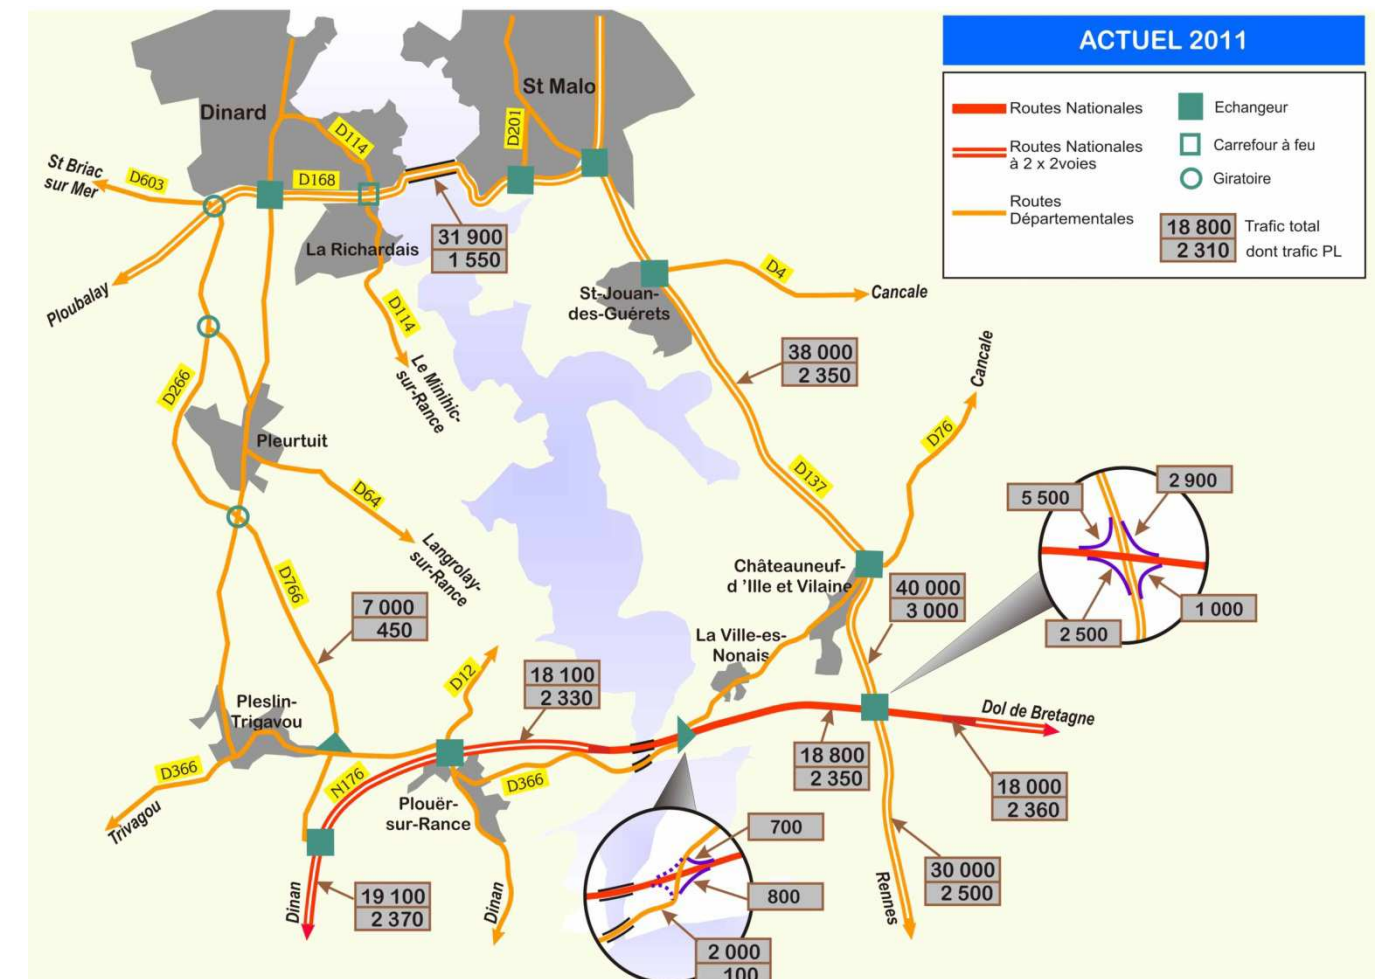 ACTUEL 2011
Routes Nationales
Routes Nationales
à 2 x 2voies
Routes
Départementales
Echangeur
Carrefour à feu
Giratoire
18 800
2 310
Trafic total
dont trafic PL
St Malo
Dinard
D114
D201
St Briac
sur Mer
D603
D168
La Richardais
31 900
1 550
Ploubalay
D114
St-Jouan-
des-Guérets
D4
Cancale
38 000
2 350
Le Minihic-
sur-Rance
Cancale
D266
Pleurtuit
D76
D64
D137
Langrolay-
sur-Rance
5 500
2 900
2 500
1 000
Châteauneuf-
d 'Ille et Vilaine
40 000
3 000
D766
7 000
450
La Ville-es-
Nonais
D12
18 100
2 330
Pleslin-
Trigavou
Dol de Bretagne
18 800
2 350
18 000
2 360
D366
N176
D366
Plouër-
sur-Rance
Trivagou
700
800
30 000
2 500
Rennes
Dinan
19 100
2 370
Dinan
2 000
100